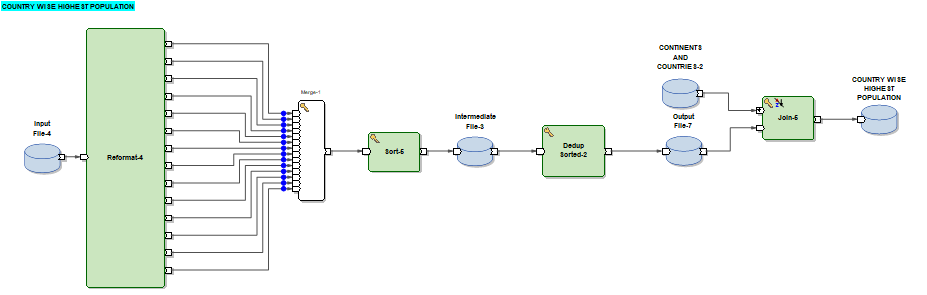 COUNTRY WISE HIGHEST POPULATION
Input
File-4
Reformat-4
Merge-1
Sort-5
Intermediate
File-3
Dedup
Sorted-2
CONTINENTS
AND
COUNTRIES-2
Output
File-7
Join-5
COUNTRY WISE
HIGHEST
POPULATION